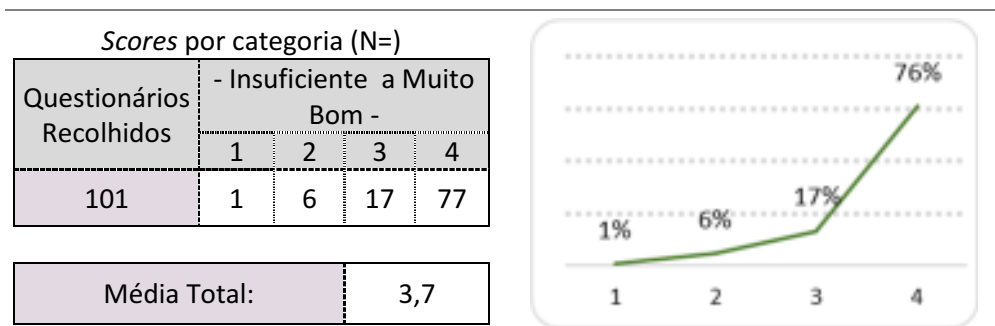 Scores por categoria (N=)
Questionários Recolhidos
- Insuficiente a Muito Bom -
1 2 3 4
101 1 6 17 77
Média Total: 3,7
1% 6% 17% 76%
1 2 3 4